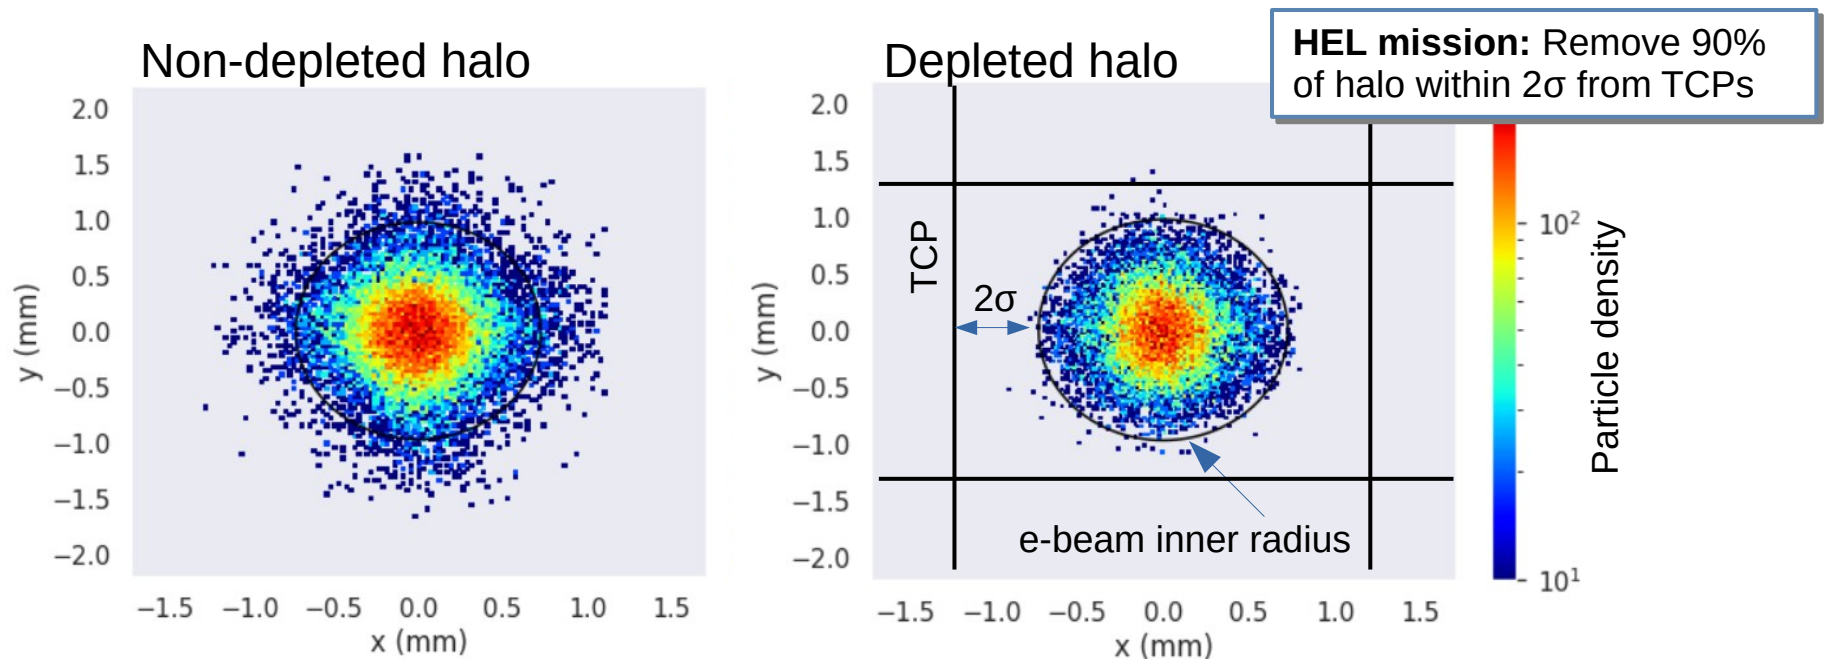 Non-depleted halo
Depleted halo
HEL mission: Remove 90%
of halo within 2σ from TCPs
2.0
1.5
1.0
0.5
0.0
−0.5
−1.0
−1.5
−2.0
y (mm)
−1.5 −1.0 −0.5 0.0 0.5 1.0 1.5
x (mm)
2.0
1.5
1.0
0.5
0.0
−0.5
−1.0
−1.5
−2.0
y (mm)
TCP
2σ
e-beam inner radius
−1.5 −1.0 −0.5 0.0 0.5 1.0 1.5
x (mm)
10²
10¹
Particle density